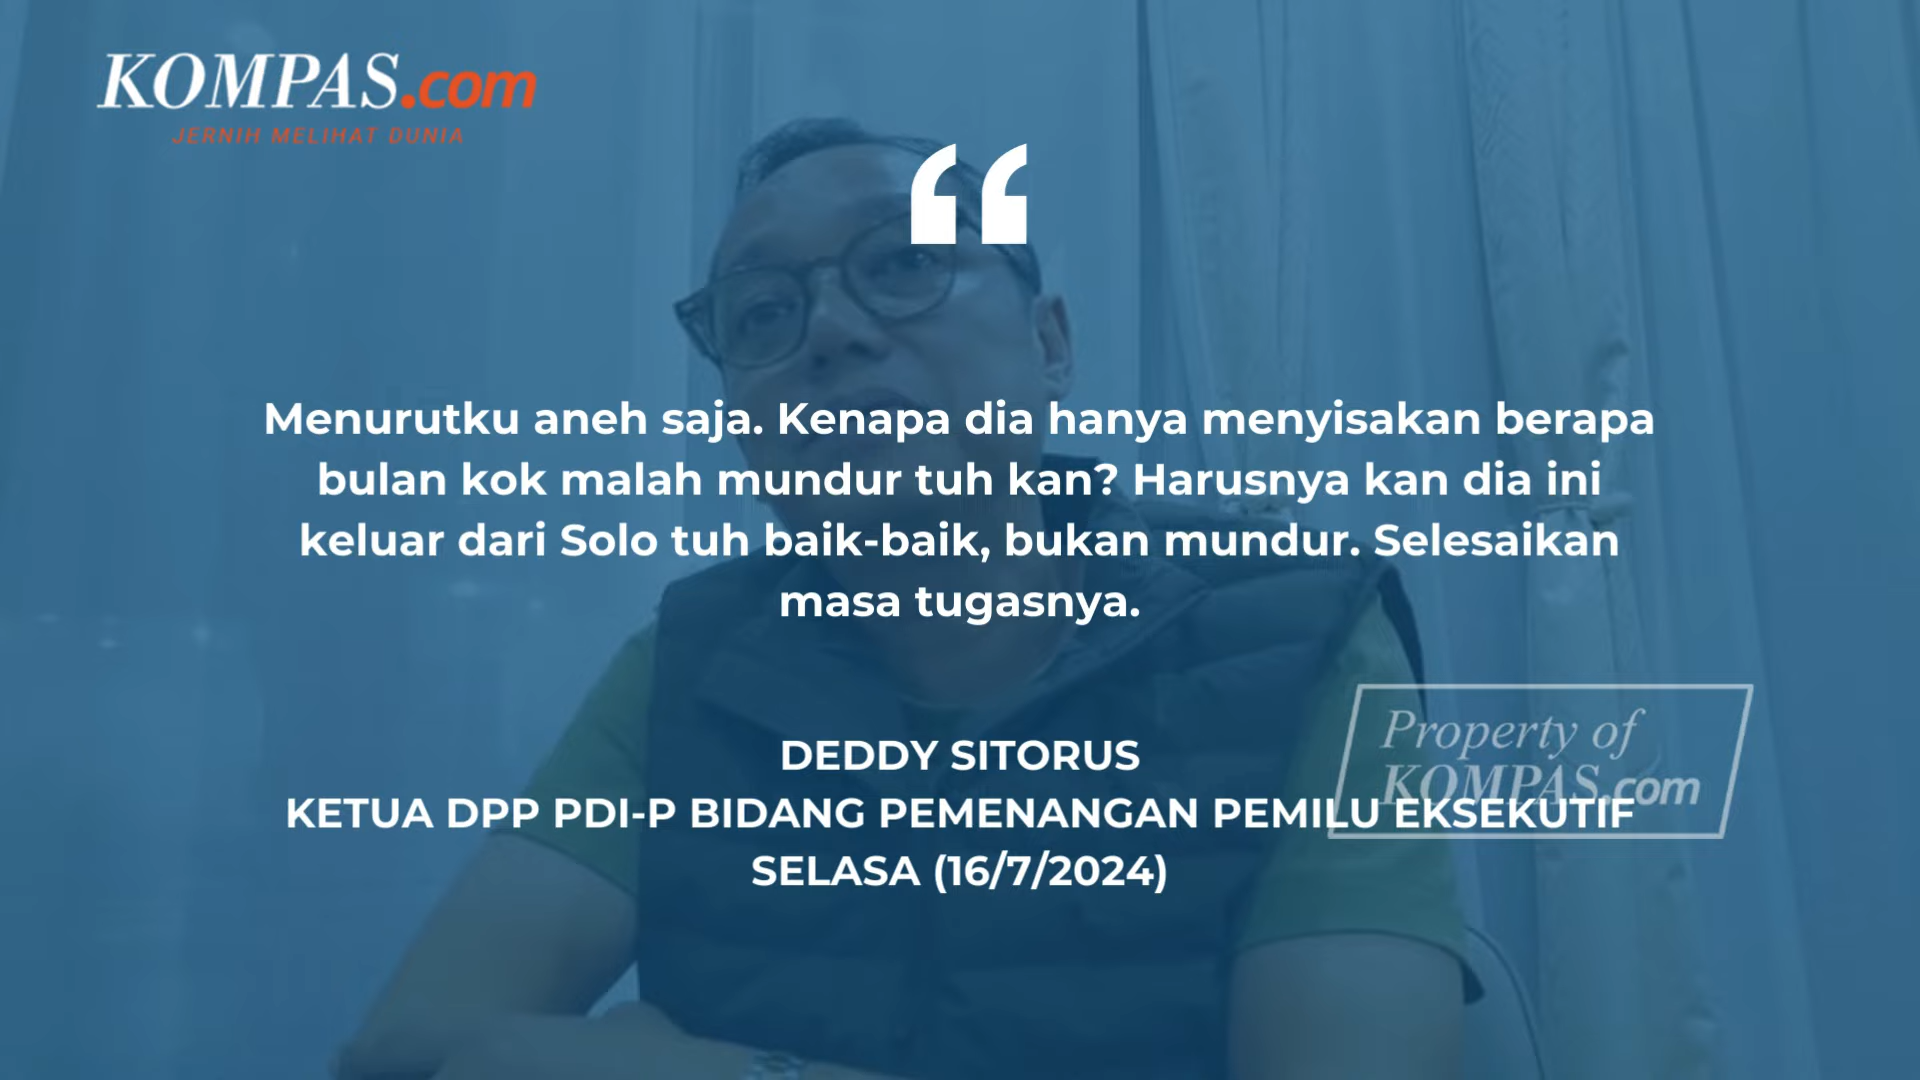 KOMPAS.com
JERNIH MELIHAT DUNIA
“
Menurutku aneh saja. Kenapa dia hanya menyisakan berapa
bulan kok malah mundur tuh kan? Harusnya kan dia ini
keluar dari Solo tuh baik-baik, bukan mundur. Selesaikan
masa tugasnya.
Property of
KOMPAS.com
DEDDY SITORUS
KETUA DPP PDI-P BIDANG PEMENANGAN PEMILU EKSEKUTIF
SELASA (16/7/2024)